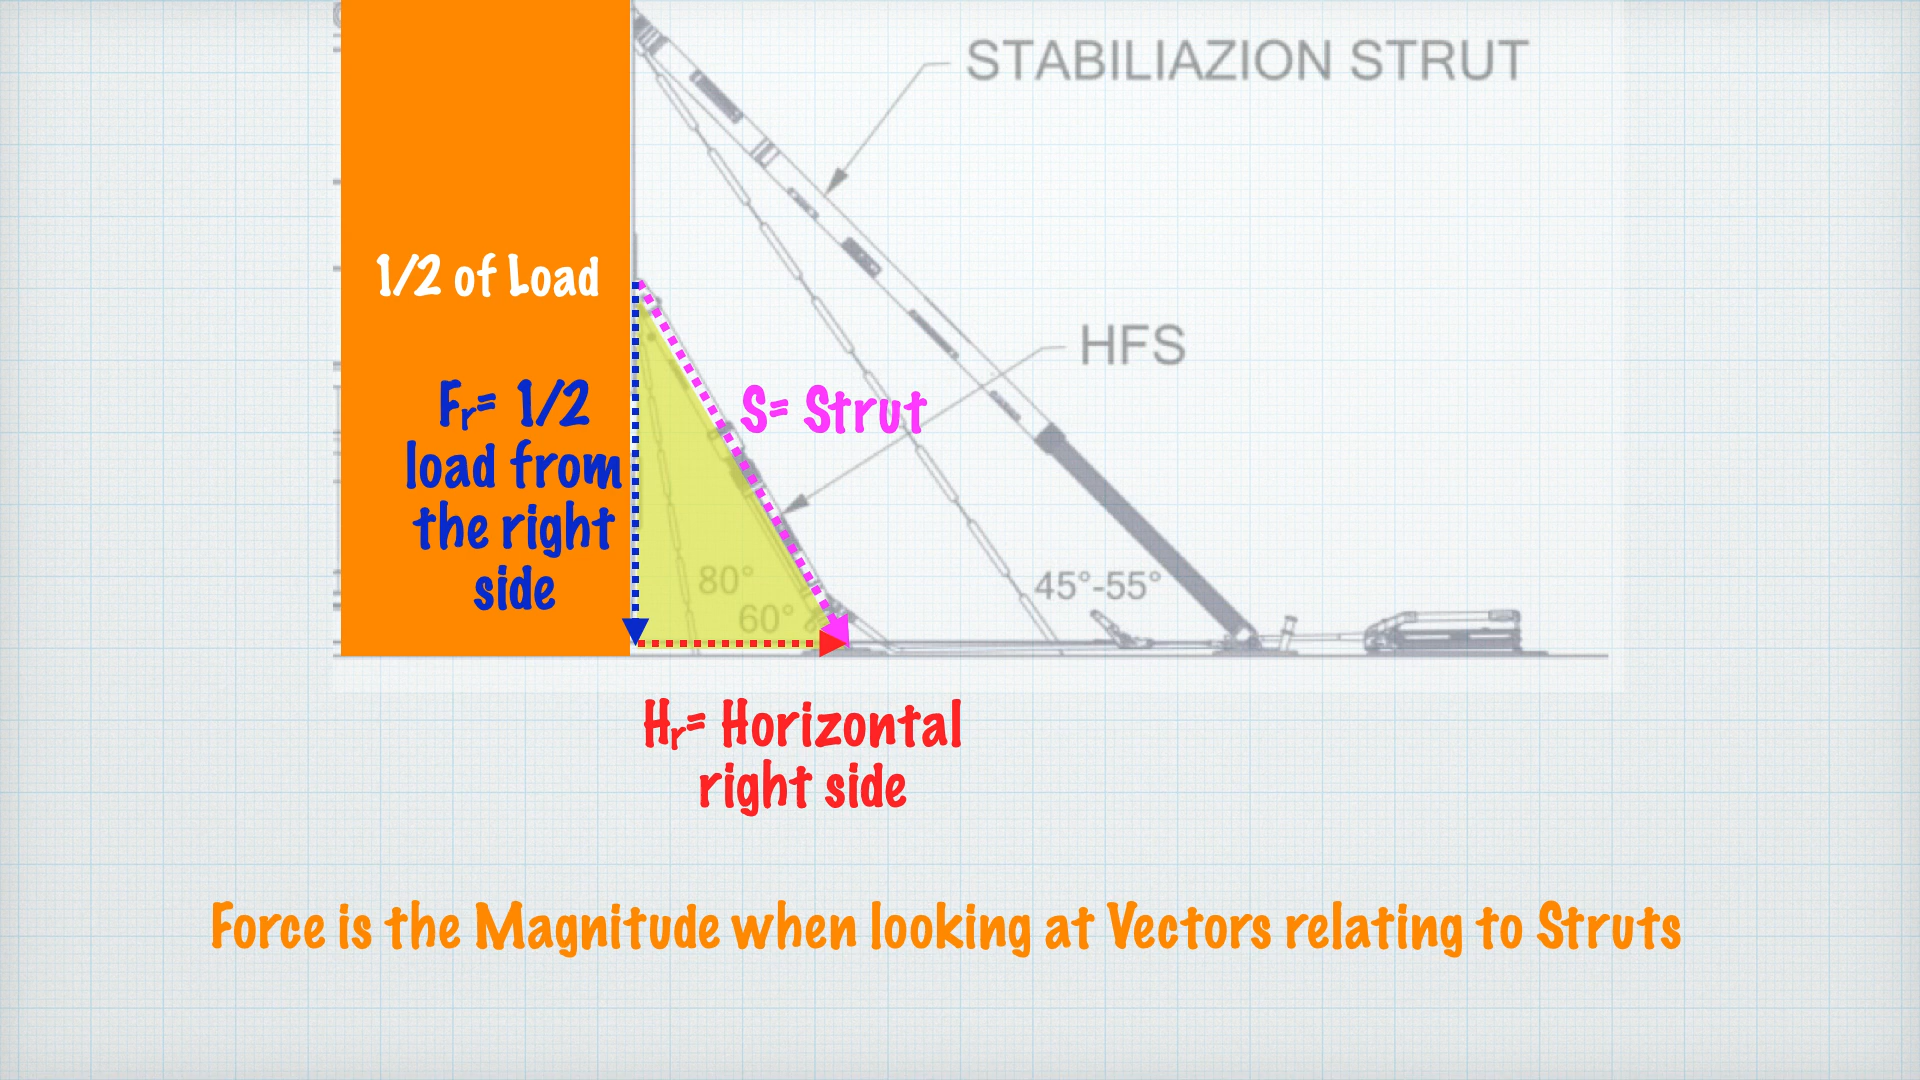 STABILIAZION STRUT
1/2 of Load
HFS
Fr= 1/2
load from
the right
side
S= Strut
80°
60°
45°-55°
Hr= Horizontal
right side
Force is the Magnitude when looking at Vectors relating to Struts